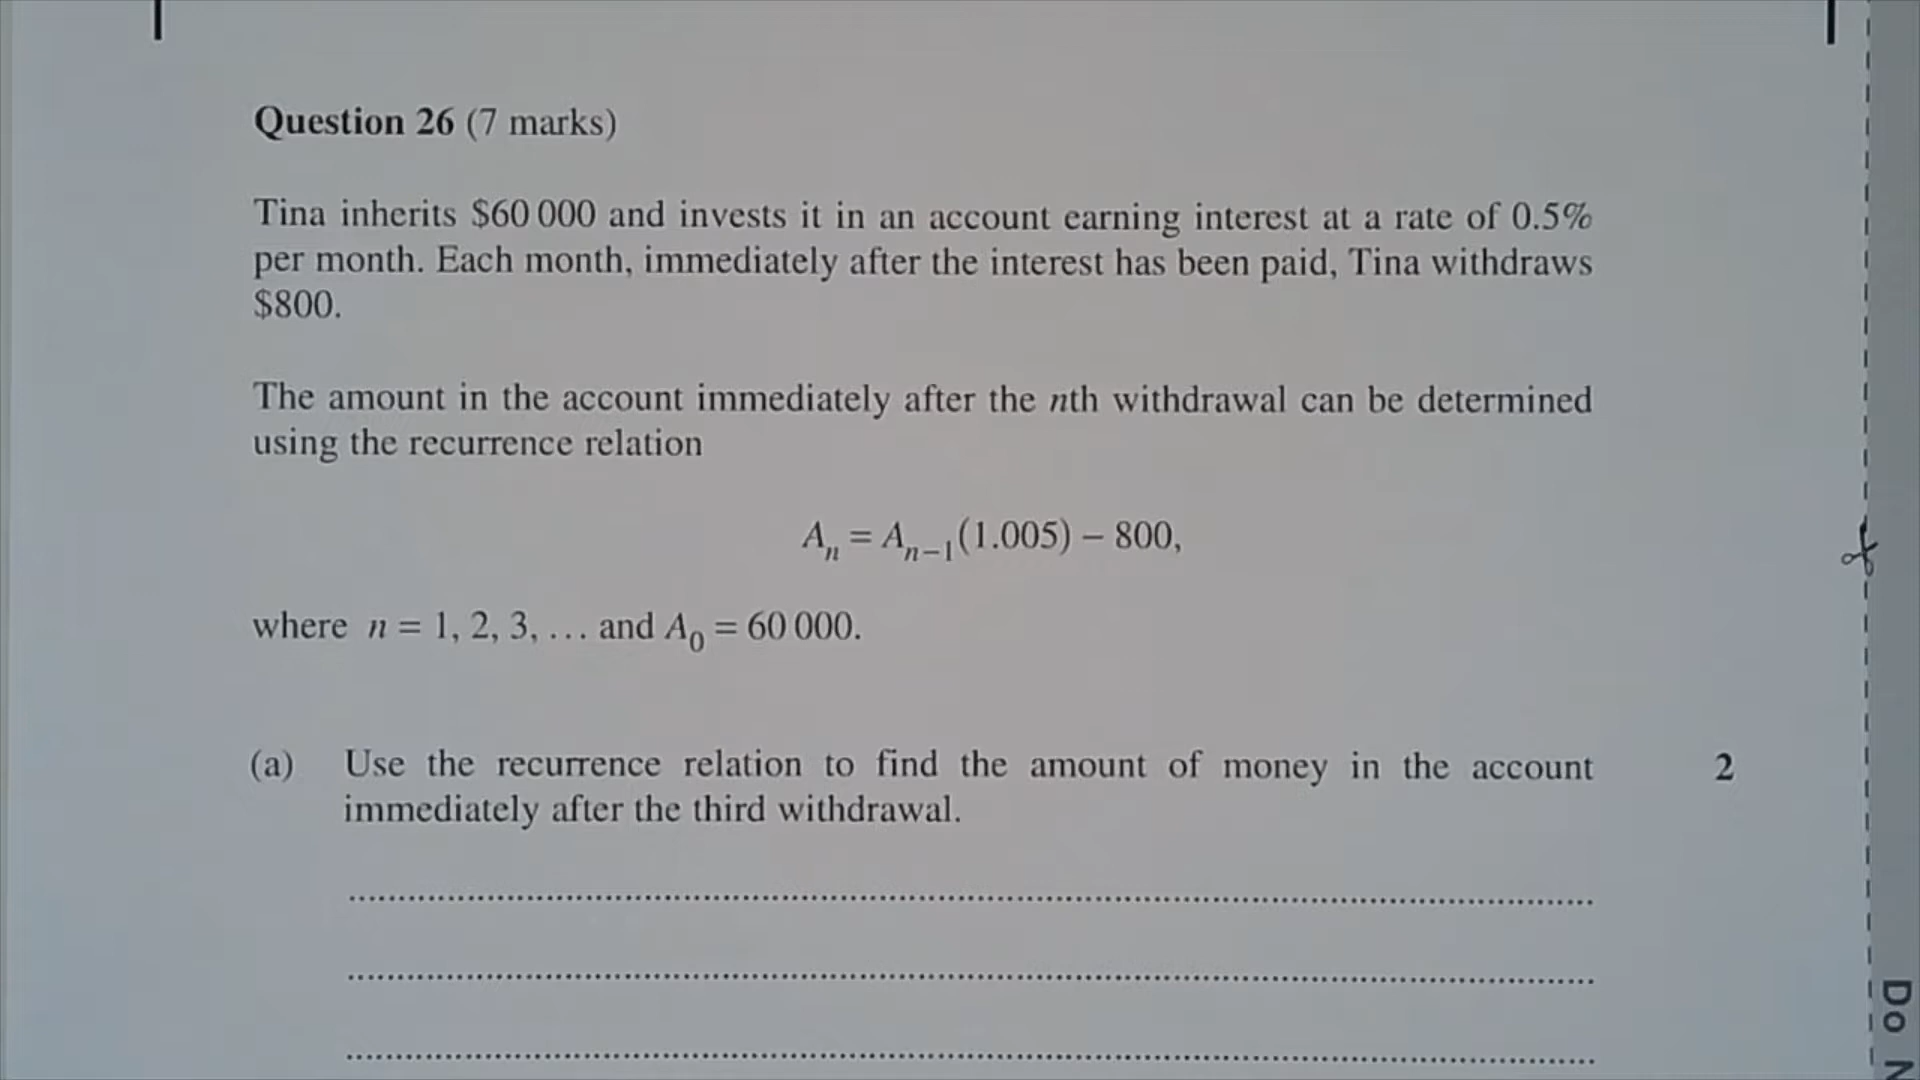 Question 26 (7 marks)
Tina inherits $60 000 and invests it in an account earning interest at a rate of 0.5%
per month. Each month, immediately after the interest has been paid, Tina withdraws
$800.
The amount in the account immediately after the nth withdrawal can be determined
using the recurrence relation
Aₙ = Aₙ₋₁(1.005) – 800,
where n = 1, 2, 3, ... and A₀ = 60 000.
(a) Use the recurrence relation to find the amount of money in the account 2
immediately after the third withdrawal.
Do N